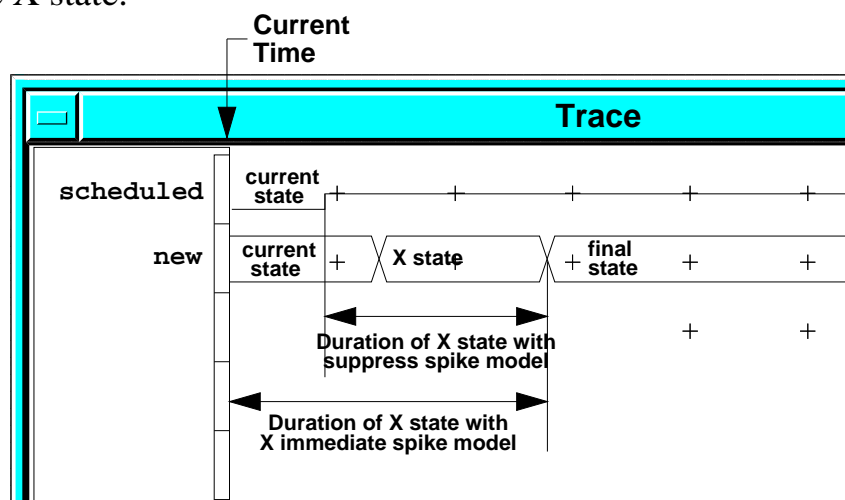 X state.
Current
Time
Trace
scheduled
current
state
new
current
state
X state
final
state
Duration of X state with
suppress spike model
Duration of X state with
X immediate spike model